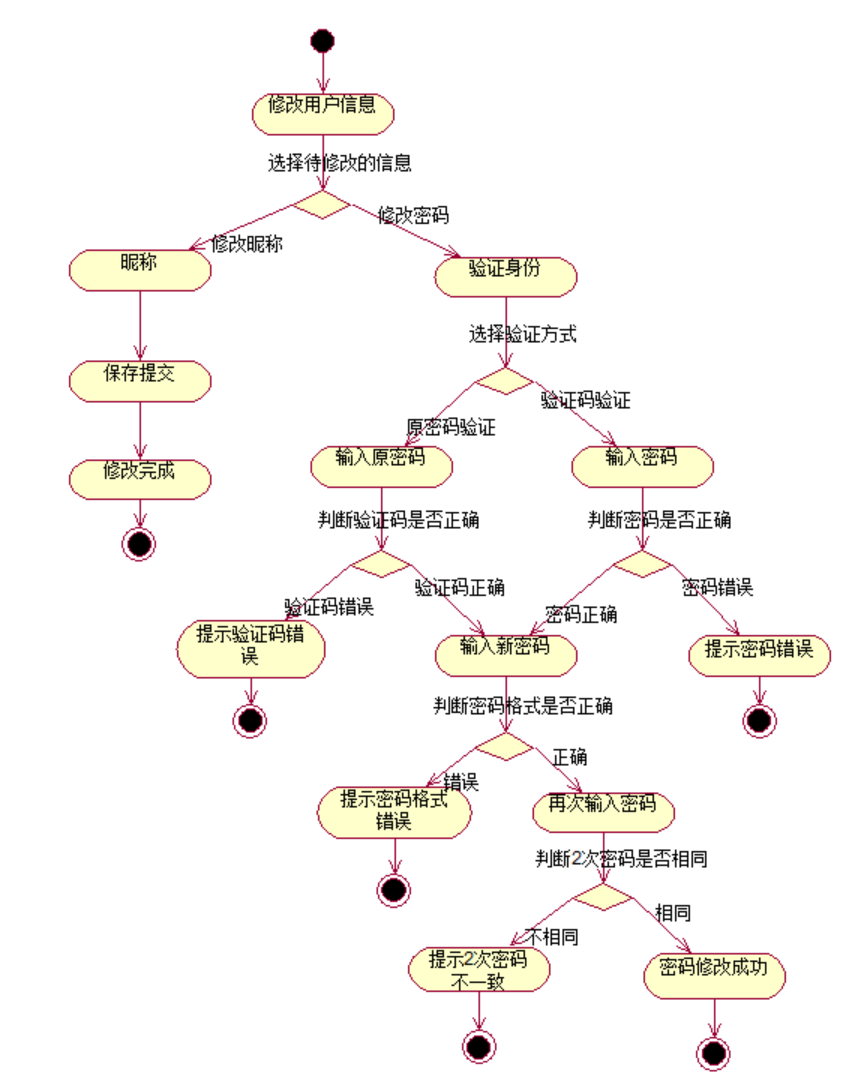 修改用户信息
选择待修改的信息
修改密码
修改昵称
昵称
验证身份
选择验证方式
保存提交
验证码验证
原密码验证
输入原密码
输入密码
修改完成
判断验证码是否正确
判断密码是否正确
验证码正确
密码错误
验证码错误
密码正确
提示验证码错
误
输入新密码
提示密码错误
判断密码格式是否正确
正确
错误
提示密码格式
错误
再次输入密码
判断2次密码是否相同
相同
不相同
提示2次密码
不一致
密码修改成功